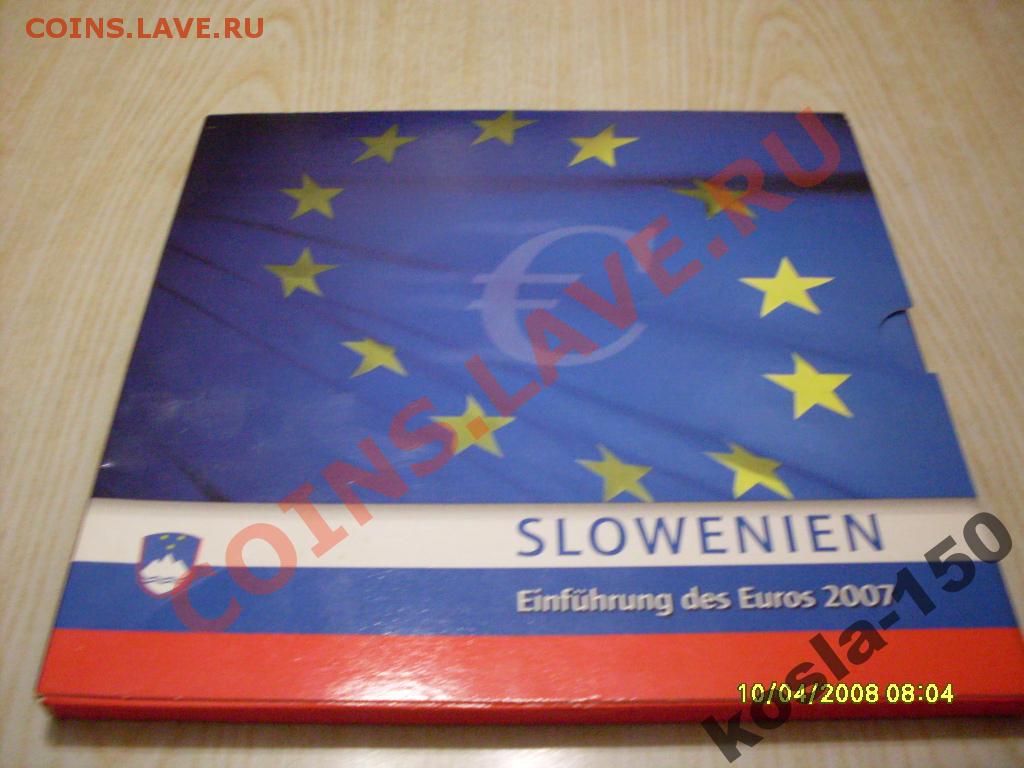 COINS.LAVE.RU
€
COINS.LAVE.RU
SLOWENIEN
Einführung des Euros 2007
kosla-150
10/04/2008 08:04